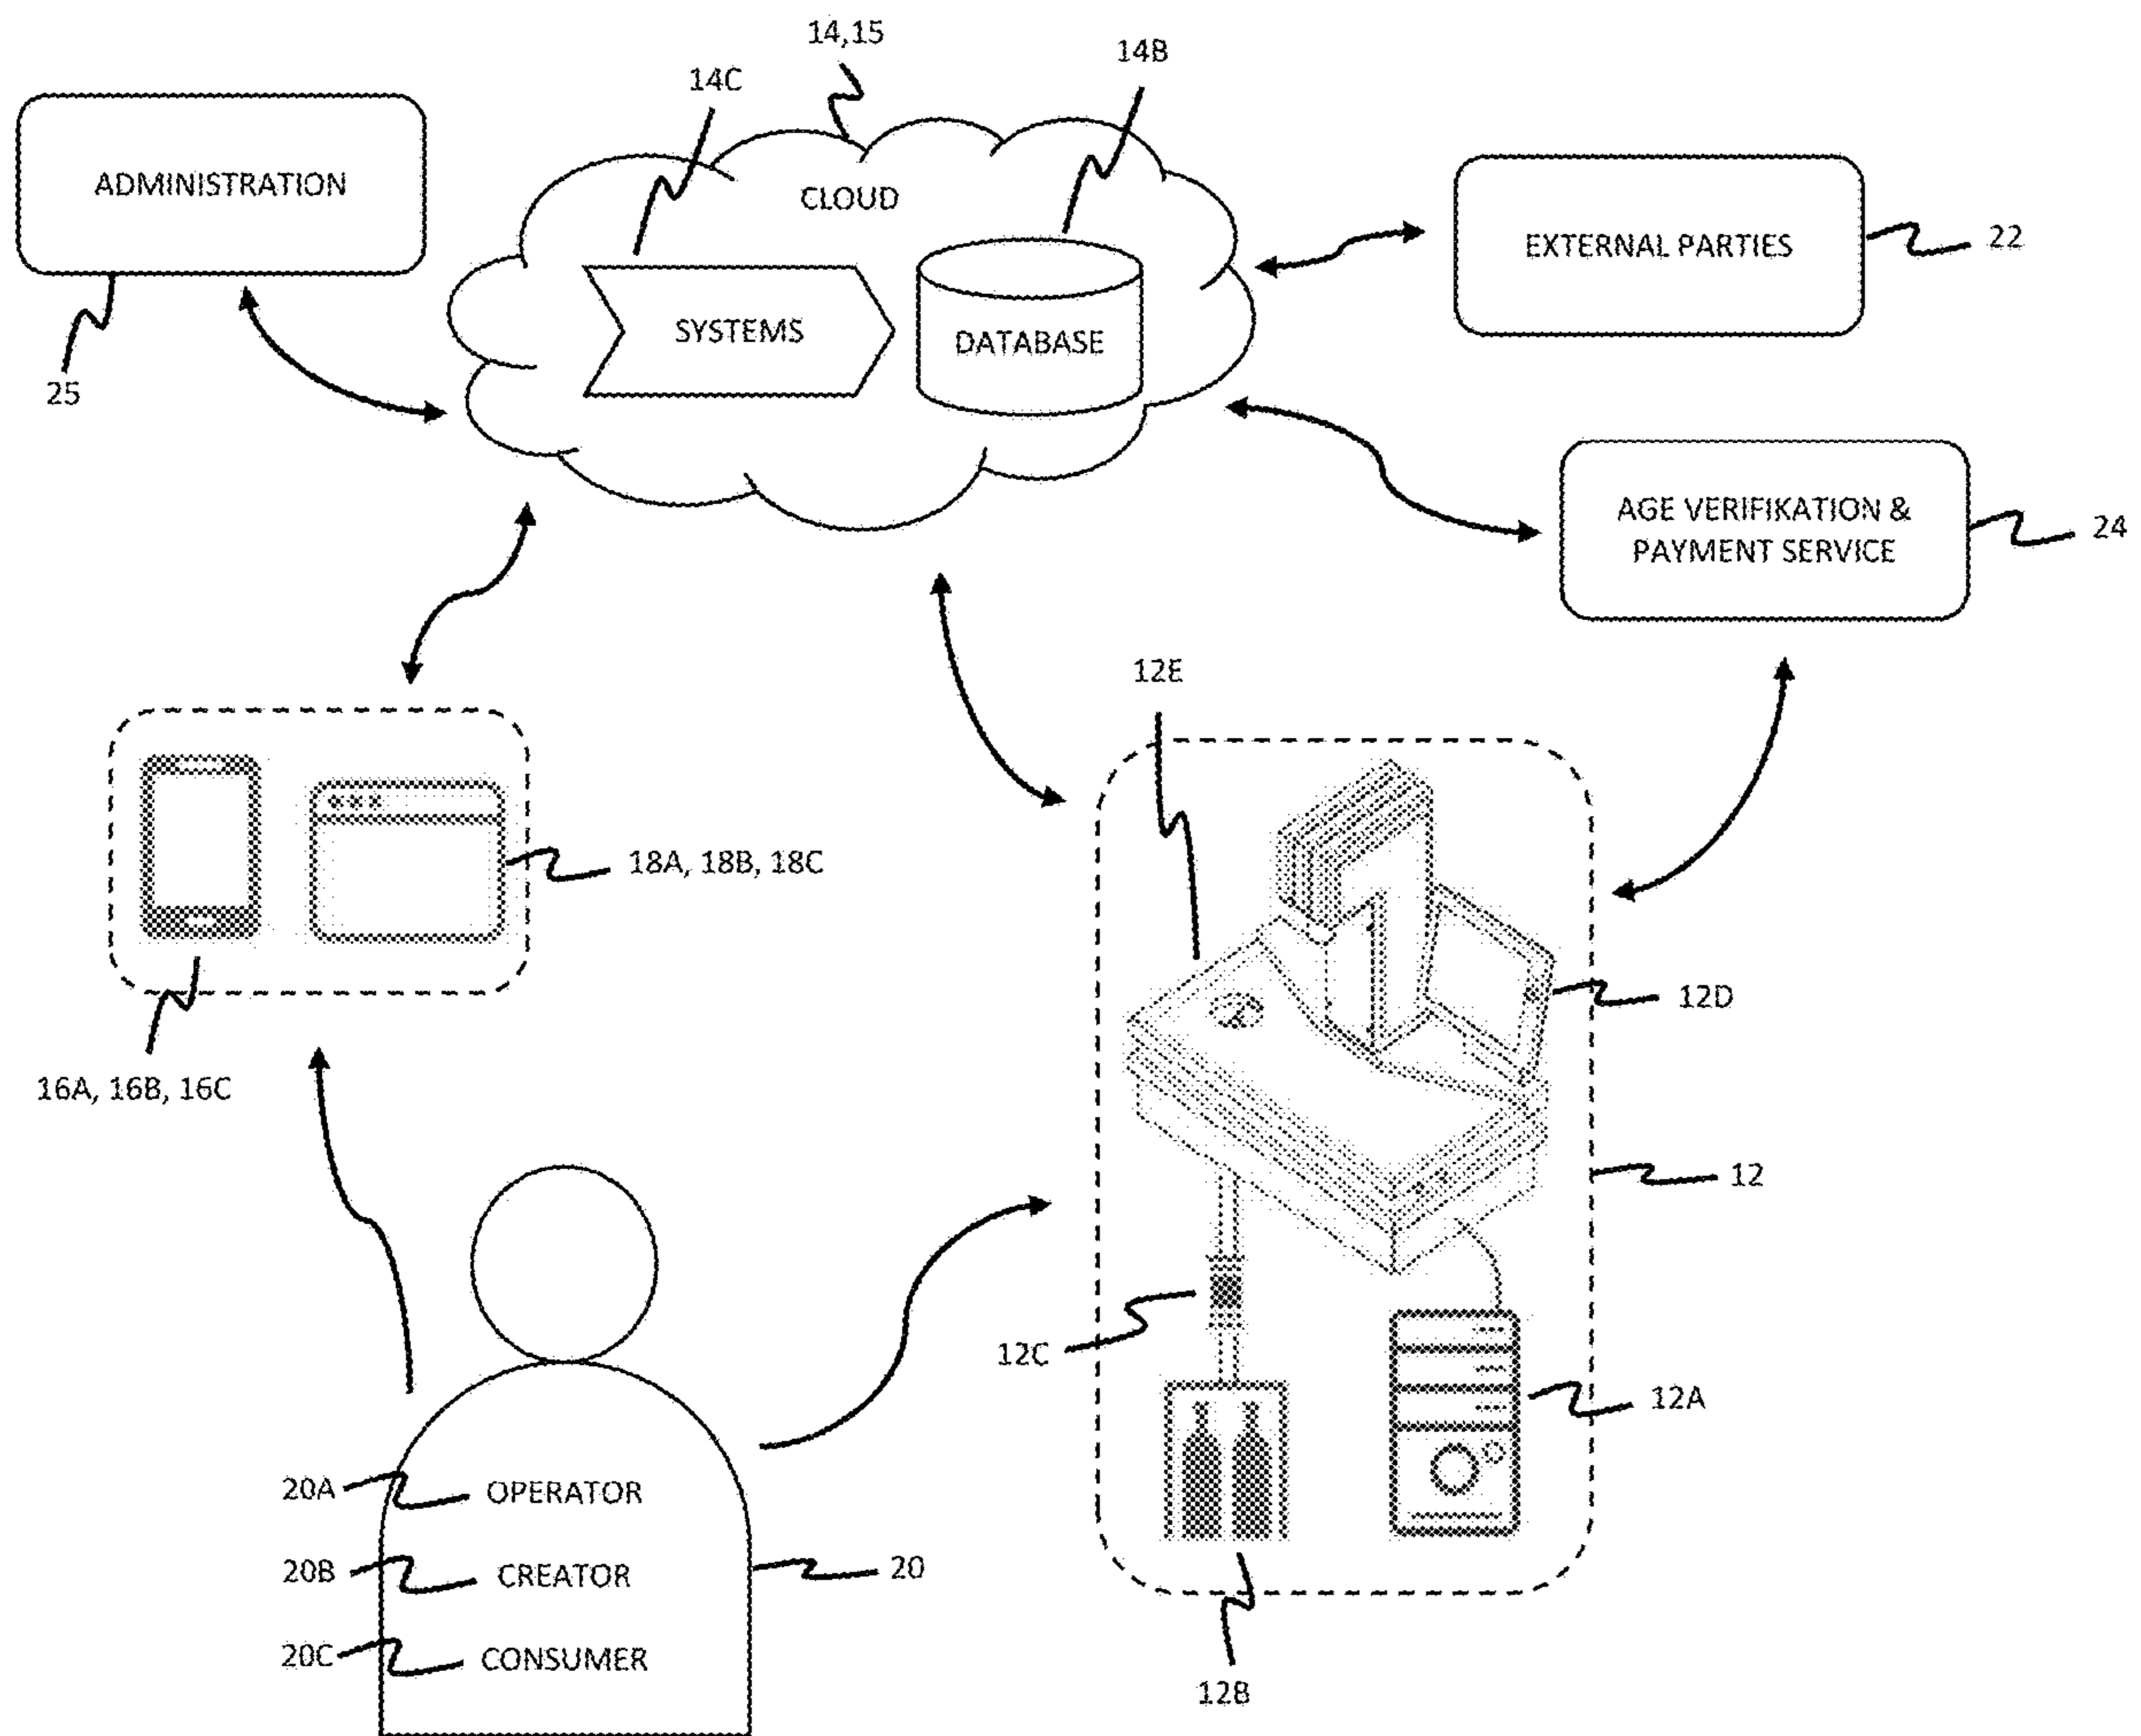 14,15
14B
14C
ADMINISTRATION
CLOUD
EXTERNAL PARTIES
22
SYSTEMS
DATABASE
25
AGE VERIFIKATION &
PAYMENT SERVICE
24
12E
18A, 18B, 18C
12D
16A, 16B, 16C
12
12C
12A
20A
OPERATOR
20B
CREATOR
20
20C
CONSUMER
12B